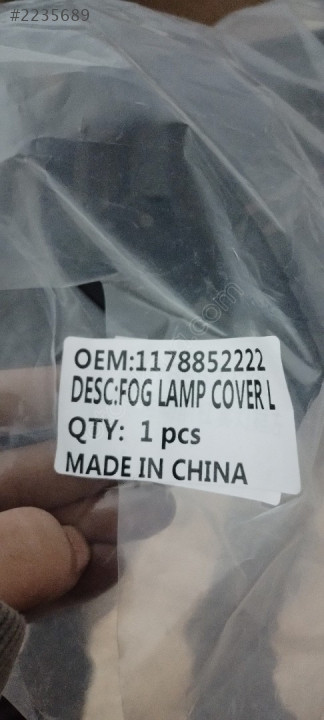 #2235689
OEM:1178852222
DESC:FOG LAMP COVER L
QTY: 1 pcs
MADE IN CHINA